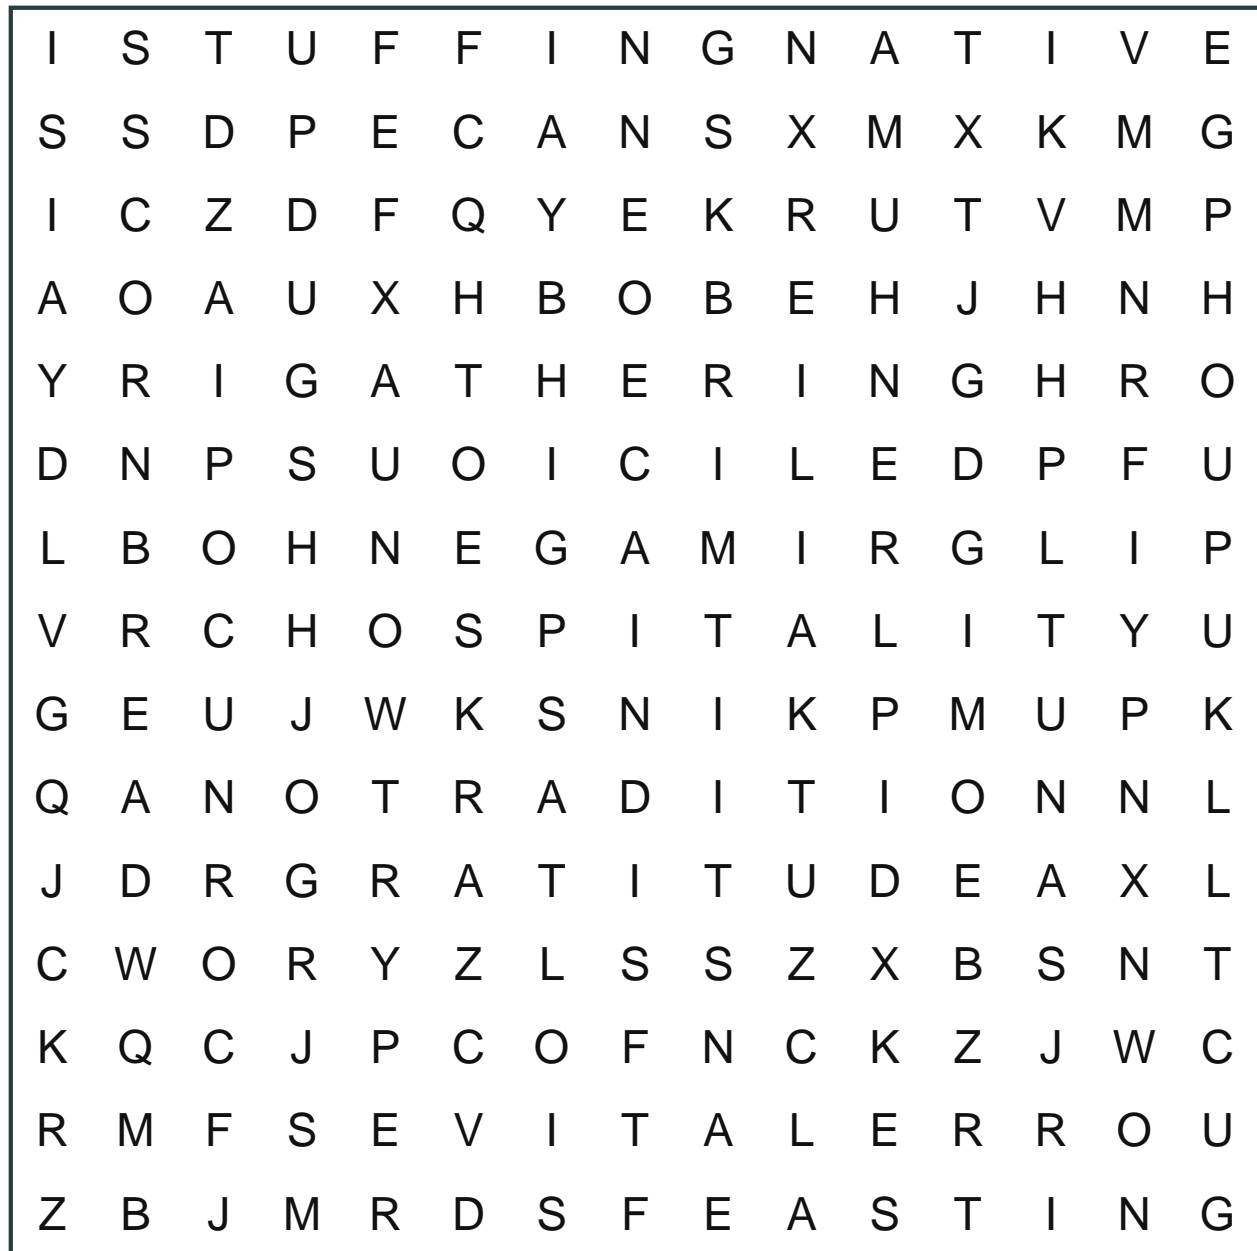 I S T U F F I N G N A T I V E
S S D P E C A N S X M X K M G
I C Z D F Q Y E K R U T V M P
A O A U X H B O B E H J H N H
Y R I G A T H E R I N G H R O
D N P S U O I C I L E D P F U
L B O H N E G A M I R G L I P
V R C H O S P I T A L I T Y U
G E U J W K S N I K P M U P K
Q A N O T R A D I T I O N N L
J D R G R A T I T U D E A X L
C W O R Y Z L S S Z X B S N T
K Q C J P C O F N C K Z J W C
R M F S E V I T A L E R R O U
Z B J M R D S F E A S T I N G